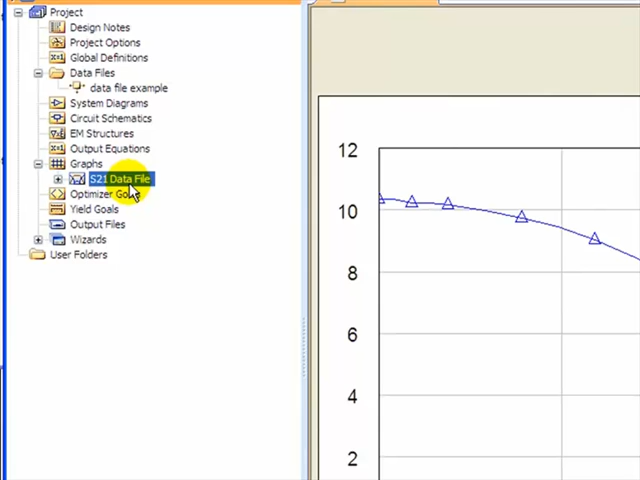 Project
Design Notes
Project Options
Global Definitions
Data Files
data file example
System Diagrams
Circuit Schematics
EM Structures
Output Equations
Graphs
S21 Data File
Optimizer Goals
Yield Goals
Output Files
Wizards
User Folders
12
10
8
6
4
2